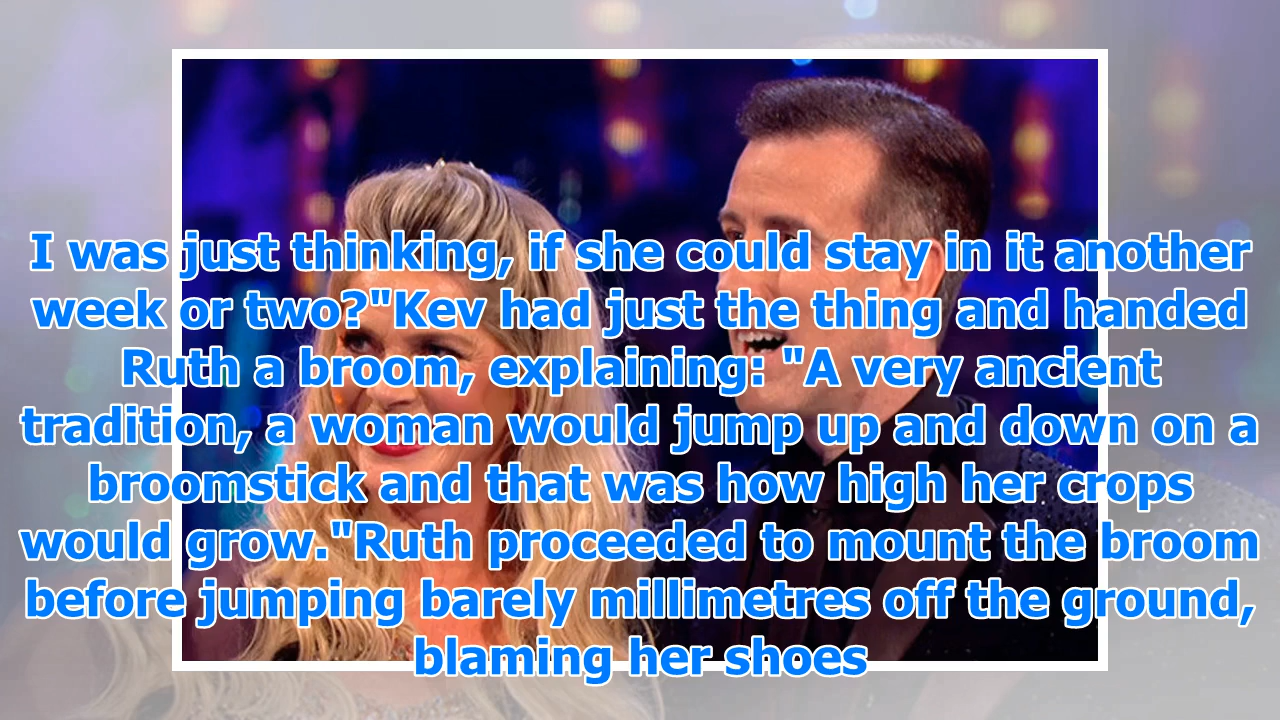 I was just thinking, if she could stay in it another
week or two?"Kev had just the thing and handed
Ruth a broom, explaining: "A very ancient
tradition, a woman would jump up and down on a
broomstick and that was how high her crops
would grow."Ruth proceeded to mount the broom
before jumping barely millimetres off the ground,
blaming her shoes